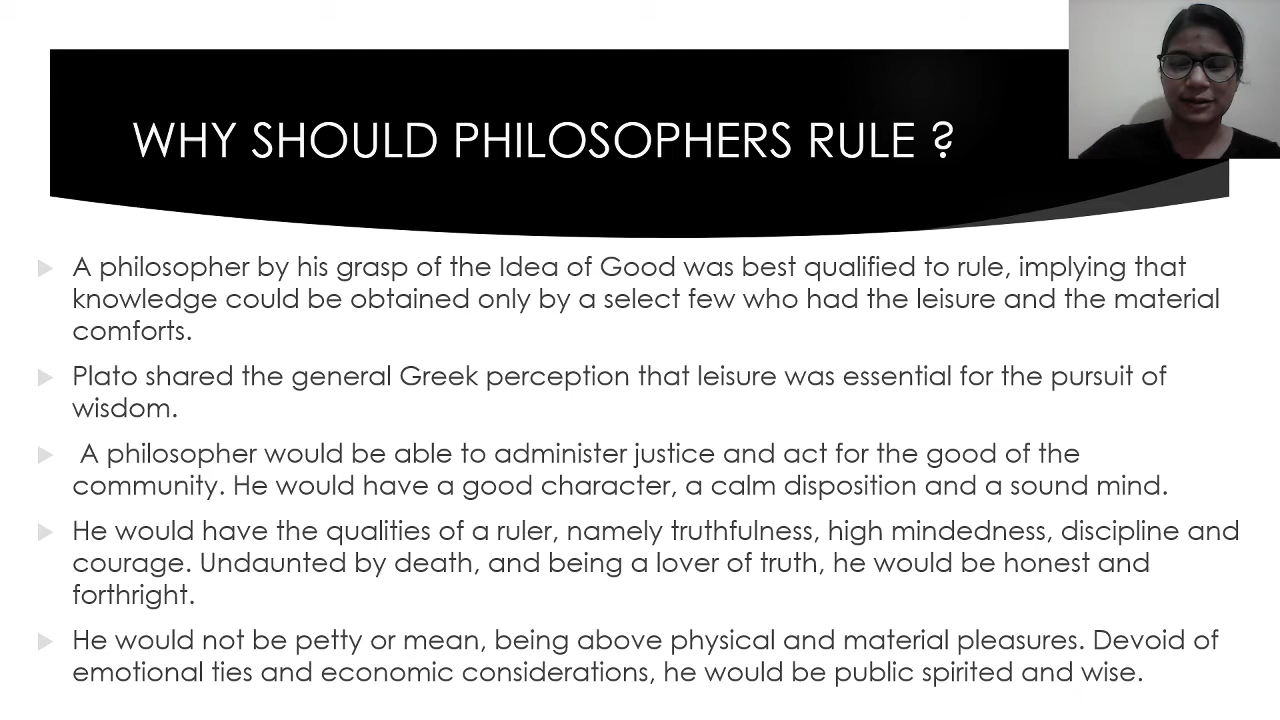 WHY SHOULD PHILOSOPHERS RULE ?
A philosopher by his grasp of the Idea of Good was best qualified to rule, implying that
knowledge could be obtained only by a select few who had the leisure and the material
comforts.
Plato shared the general Greek perception that leisure was essential for the pursuit of
wisdom.
A philosopher would be able to administer justice and act for the good of the
community. He would have a good character, a calm disposition and a sound mind.
He would have the qualities of a ruler, namely truthfulness, high mindedness, discipline and
courage. Undaunted by death, and being a lover of truth, he would be honest and
forthright.
He would not be petty or mean, being above physical and material pleasures. Devoid of
emotional ties and economic considerations, he would be public spirited and wise.